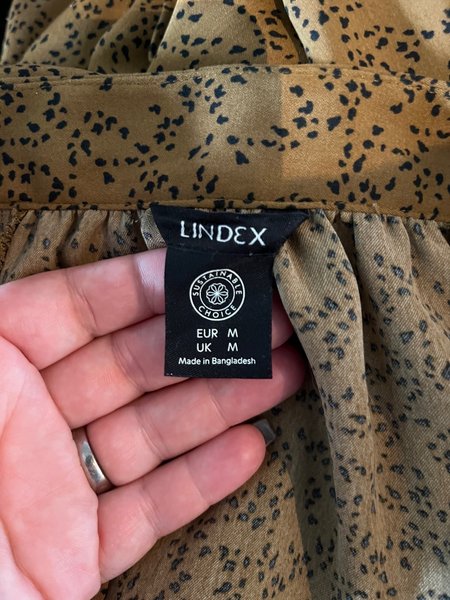 LINDEX
SUSTAINABLE
CHOICE
EUR M
UK M
Made in Bangladesh